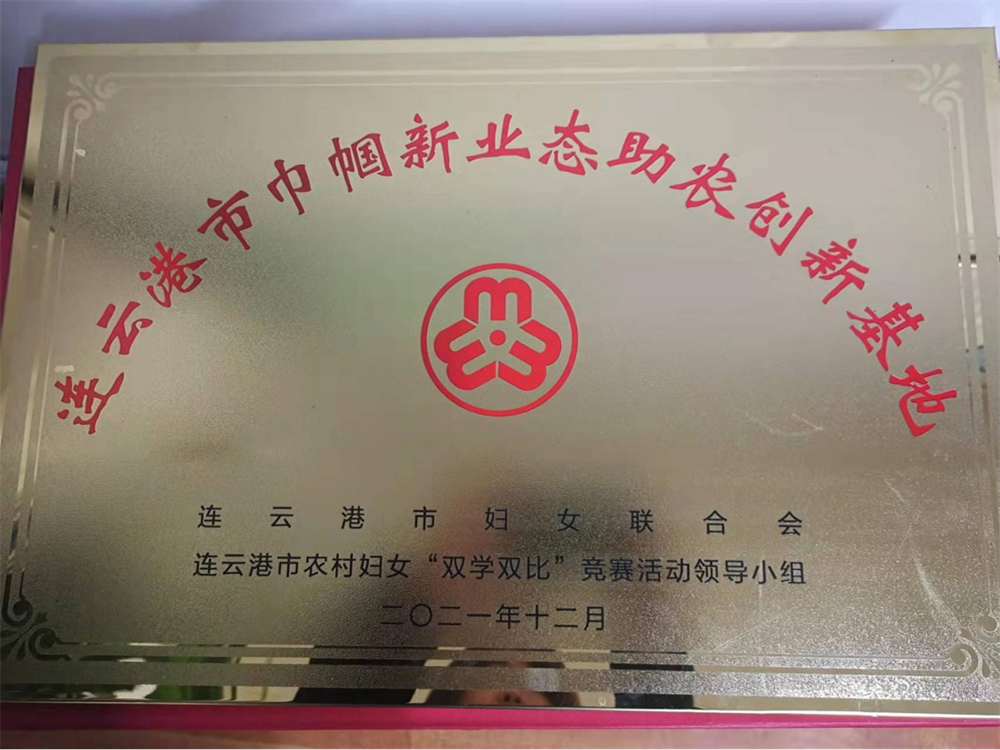 连云港市巾帼新业态助农创新基地
连云港市妇女联合会
连云港市农村妇女“双学双比”竞赛活动领导小组
二〇二一年十二月